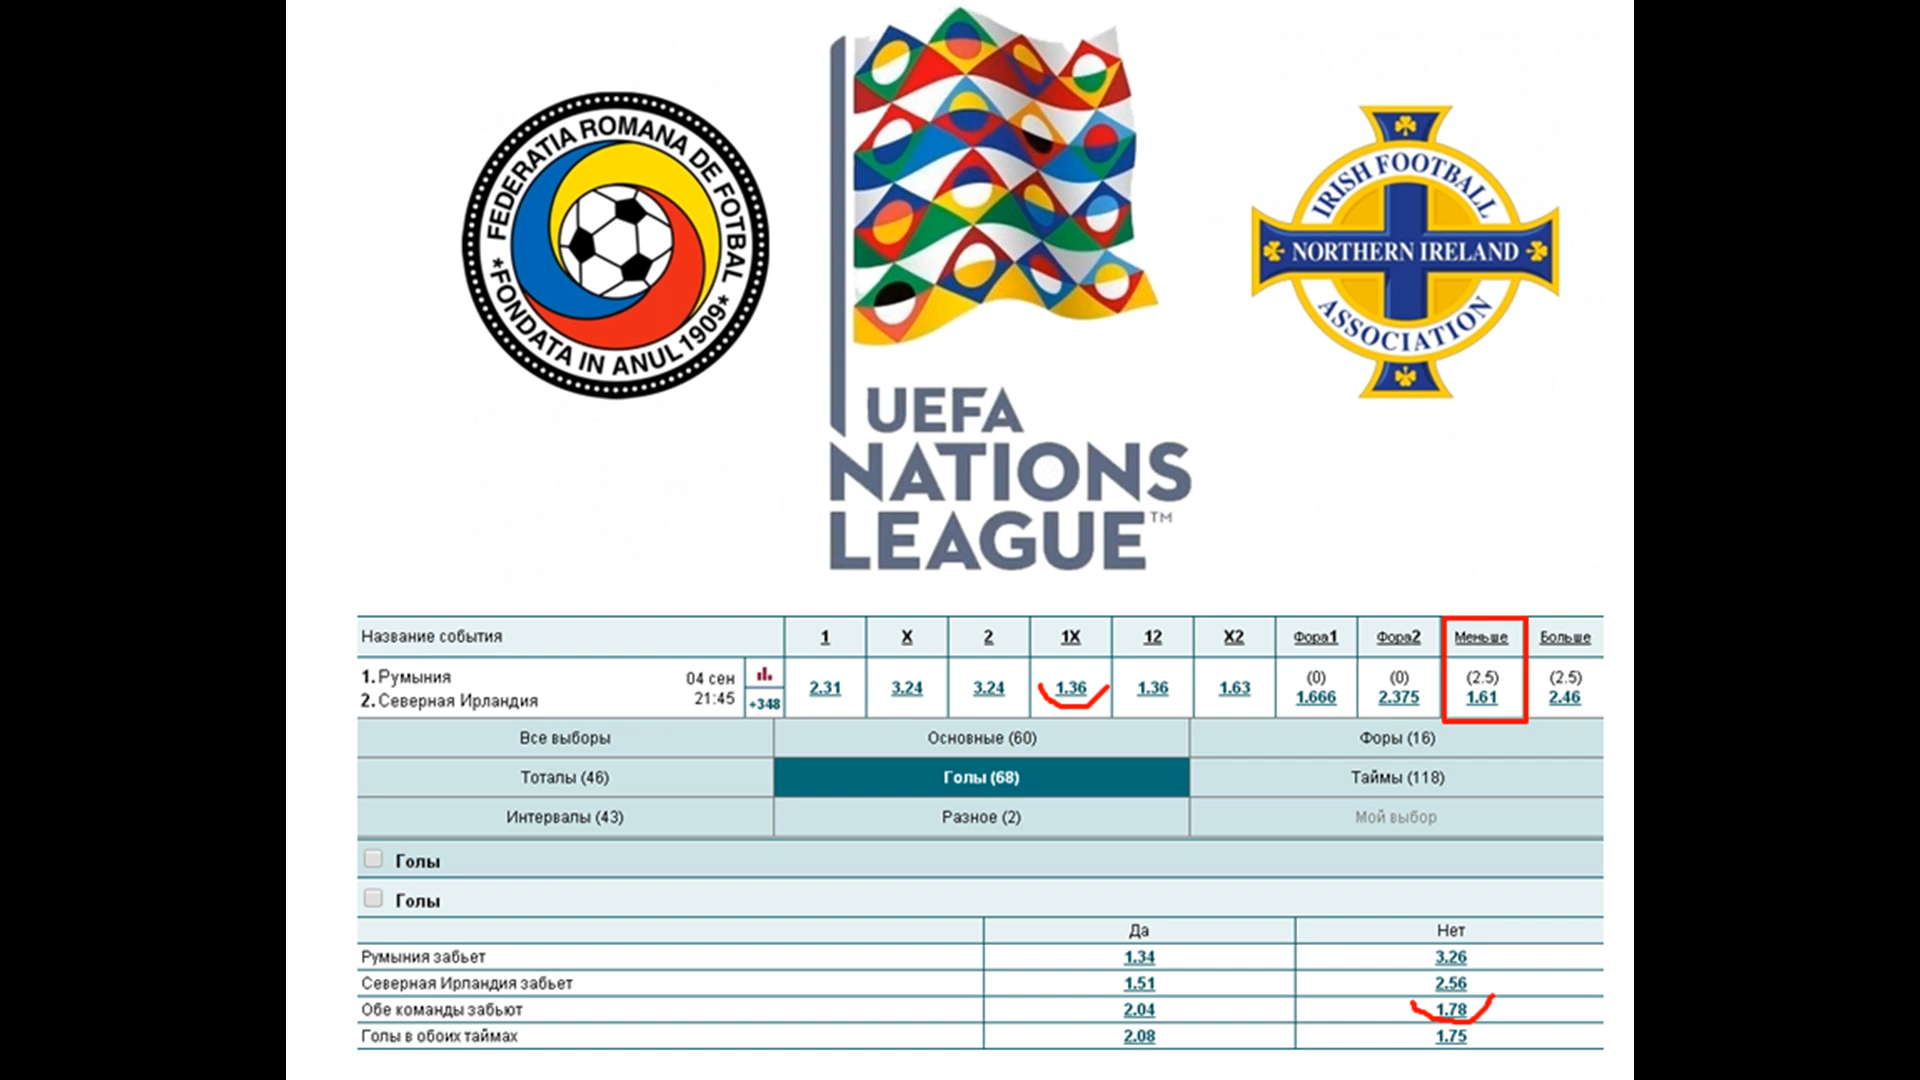 FEDERATIA ROMANA DE FOTBAL
*FONDATA IN ANUL 1909*
UEFA
NATIONS
LEAGUE™
IRISH FOOTBALL
NORTHERN IRELAND
ASSOCIATION
Название события 1 X 2 1X 12 X2 Фора1 Фора2 Меньше Больше
1. Румыния 04 сен (0) (0) (2.5) (2.5)
2.31 3.24 3.24 1.36 1.36 1.63
2. Северная Ирландия 21:45 +348 1.666 2.375 1.61 2.46
Все выборы Основные (60) Форы (16)
Тоталы (46) Голы (68) Таймы (118)
Интервалы (43) Разное (2) Мой выбор
Голы
Голы
Да Нет
Румыния забьет 1.34 3.26
Северная Ирландия забьет 1.51 2.56
Обе команды забьют 2.04 1.78
Голы в обоих таймах 2.08 1.75